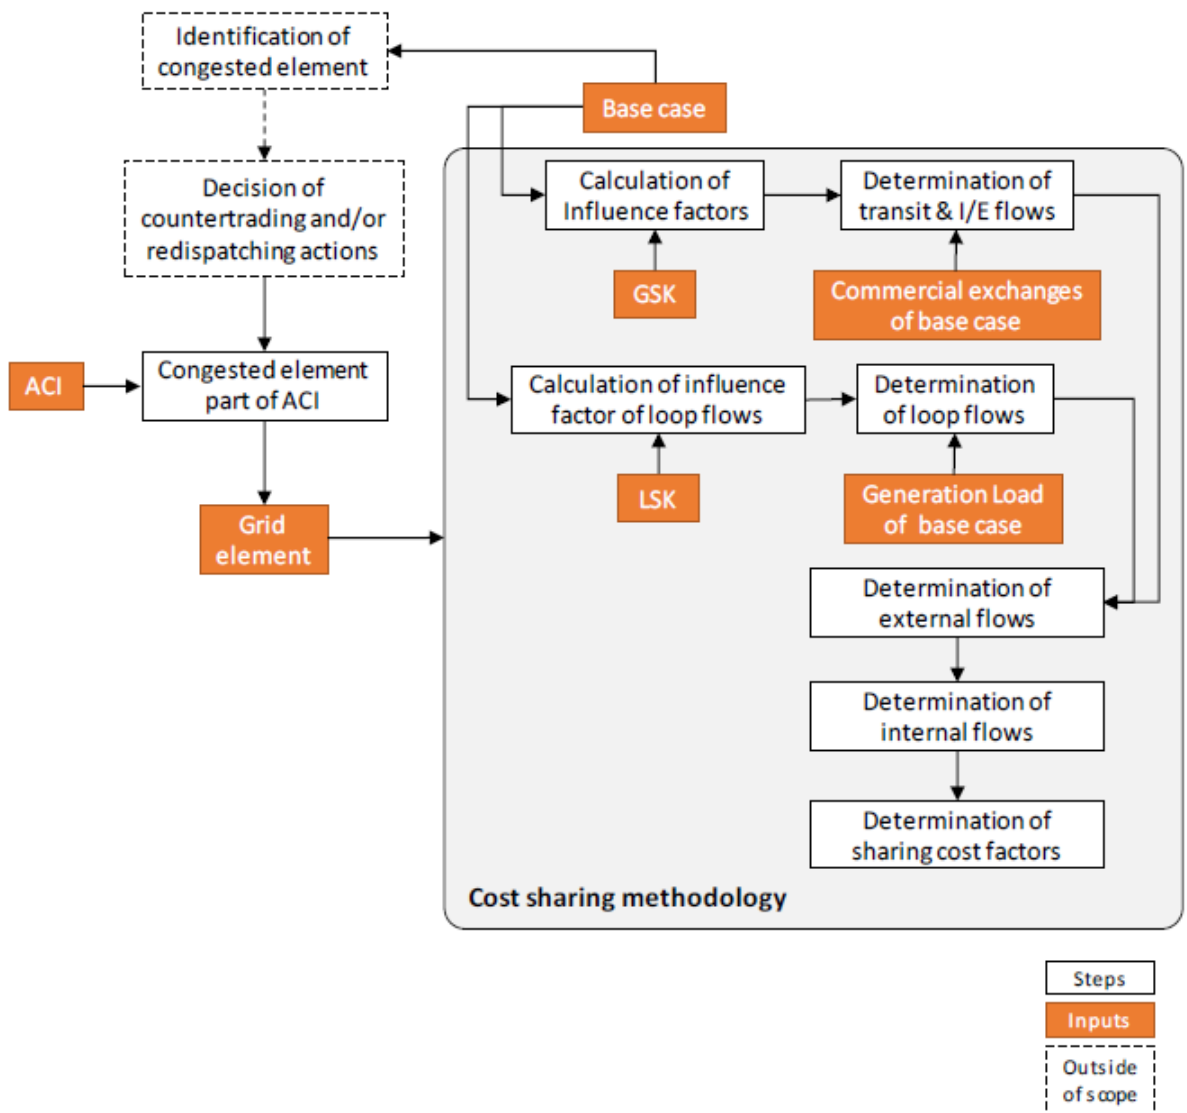 Identification of
congested element
Base case
Decision of
countertrading and/or
redispatching actions
Calculation of
Influence factors
Determination of
transit & I/E flows
GSK
Commercial exchanges
of base case
ACI
Congested element
part of ACI
Calculation of influence
factor of loop flows
Determination
of loop flows
LSK
Generation Load
of base case
Grid
element
Determination of
external flows
Determination of
internal flows
Determination of
sharing cost factors
Cost sharing methodology
Steps
Inputs
Outside
of scope